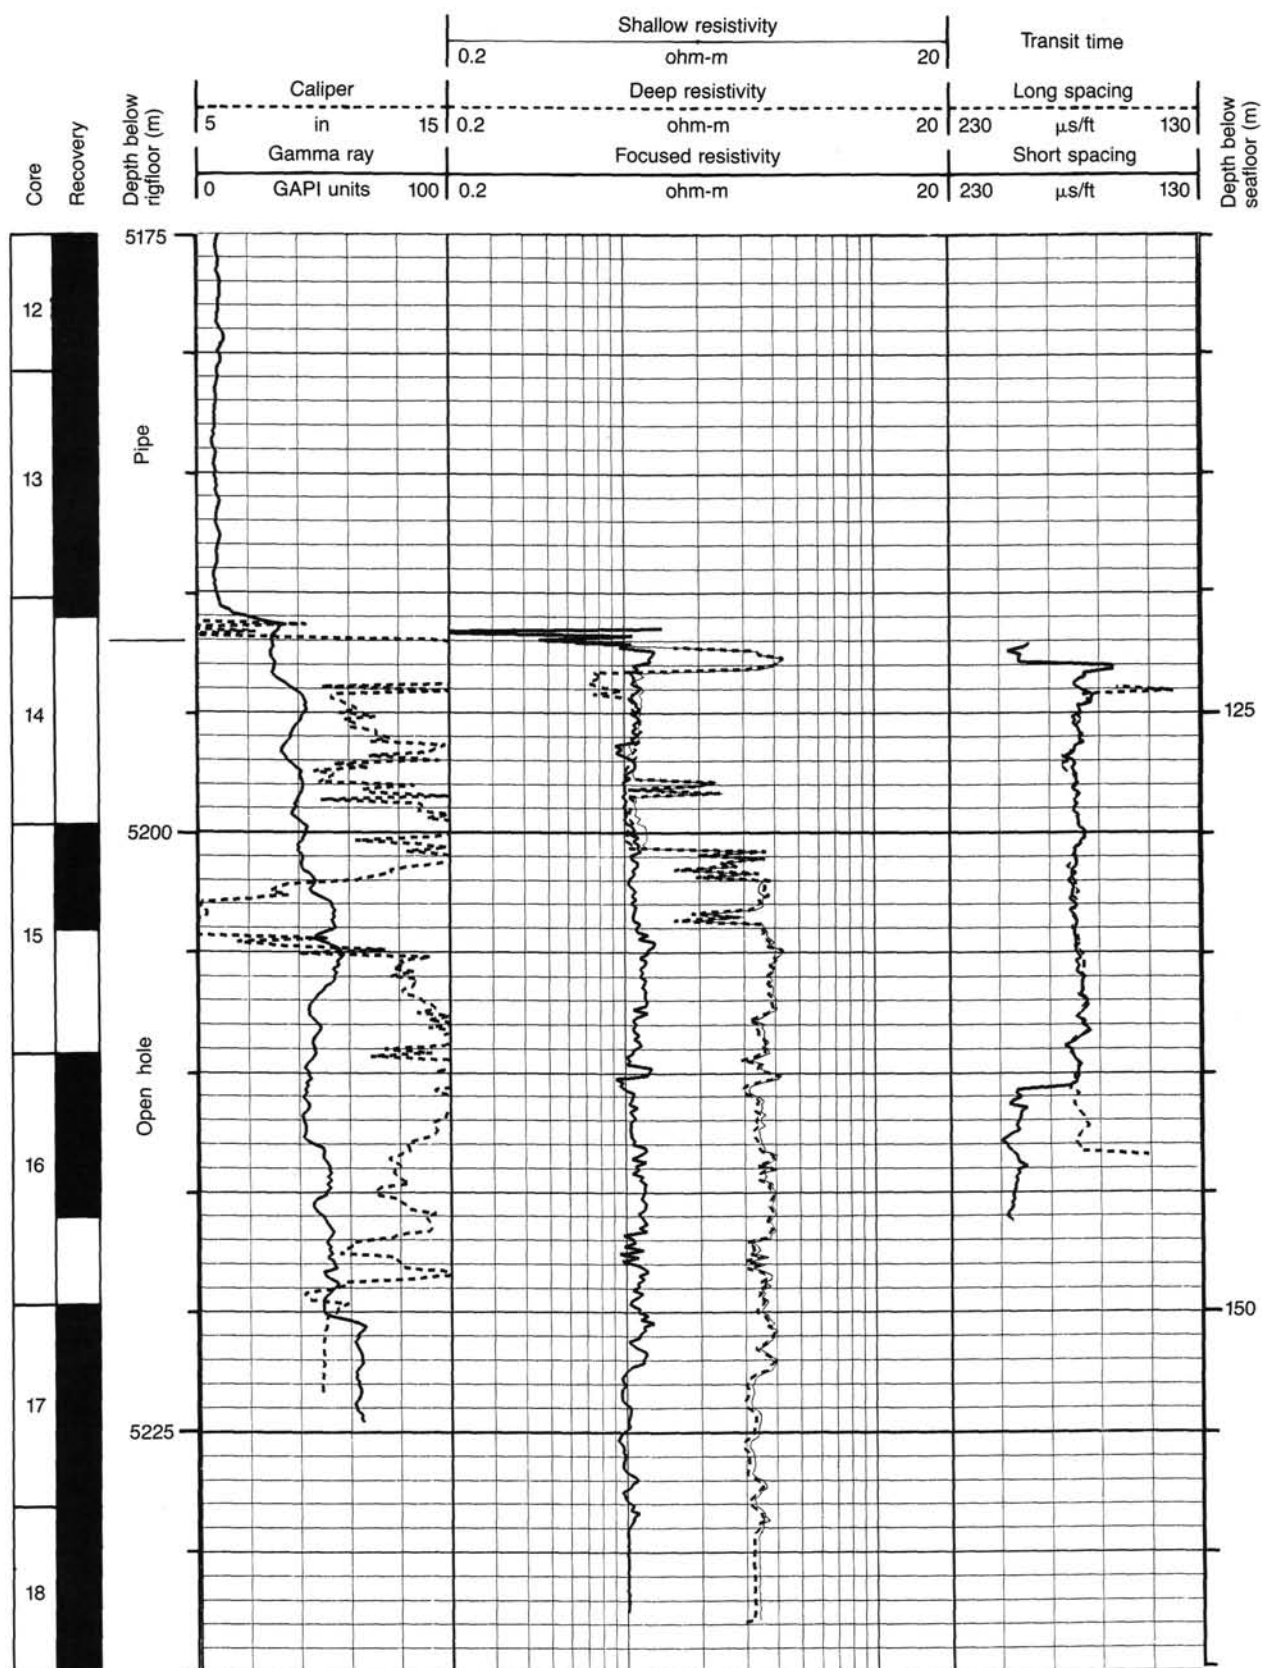 Shallow resistivity
0.2 ohm-m 20
Transit time
Caliper
5 in 15
Deep resistivity
0.2 ohm-m 20
Long spacing
230 μs/ft 130
Gamma ray
0 GAPI units 100
Focused resistivity
0.2 ohm-m 20
Short spacing
230 μs/ft 130
Core
Recovery
Depth below
rigfloor (m)
Depth below
seafloor (m)
5175
12
Pipe
13
14
125
5200
15
Open hole
16
150
17
5225
18